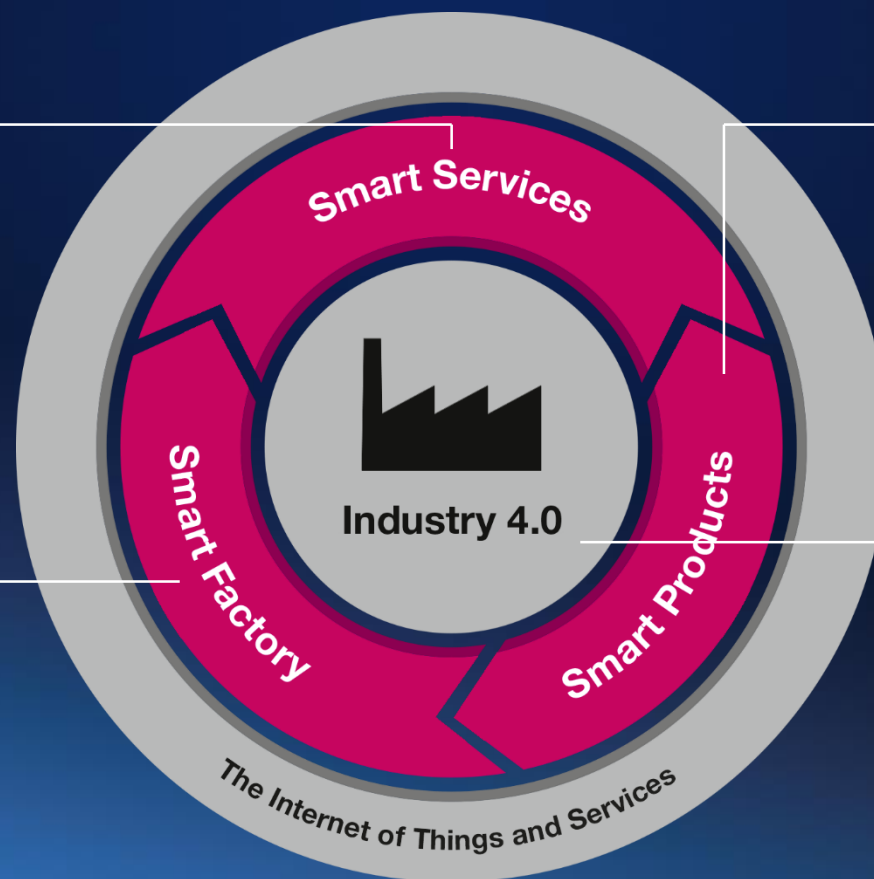 Smart Services
Industry 4.0
Smart Factory
Smart Products
The Internet of Things and Services